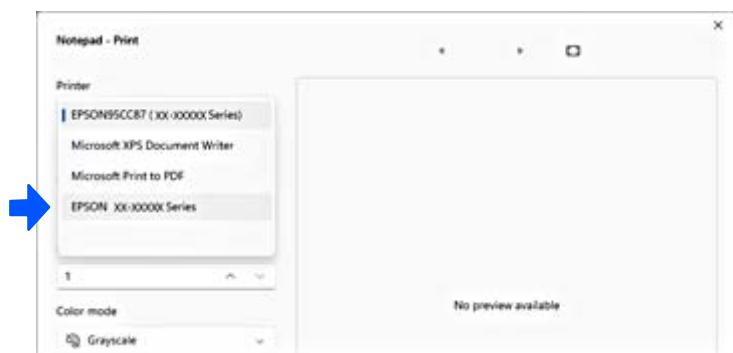 Notepad - Print
Printer
EPSON95CC87 ( XX-XXXXX Series)
Microsoft XPS Document Writer
Microsoft Print to PDF
EPSON XX-XXXXX Series
1
Color mode
Grayscale
No preview available